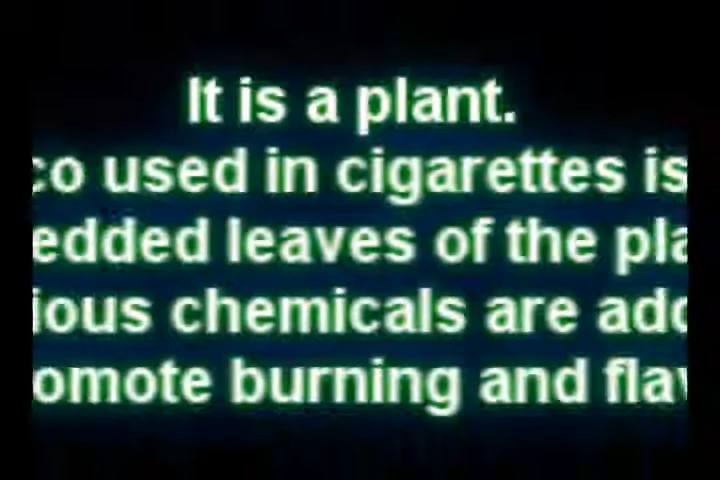 It is a plant.
co used in cigarettes is
edded leaves of the pla
ious chemicals are add
omote burning and flav